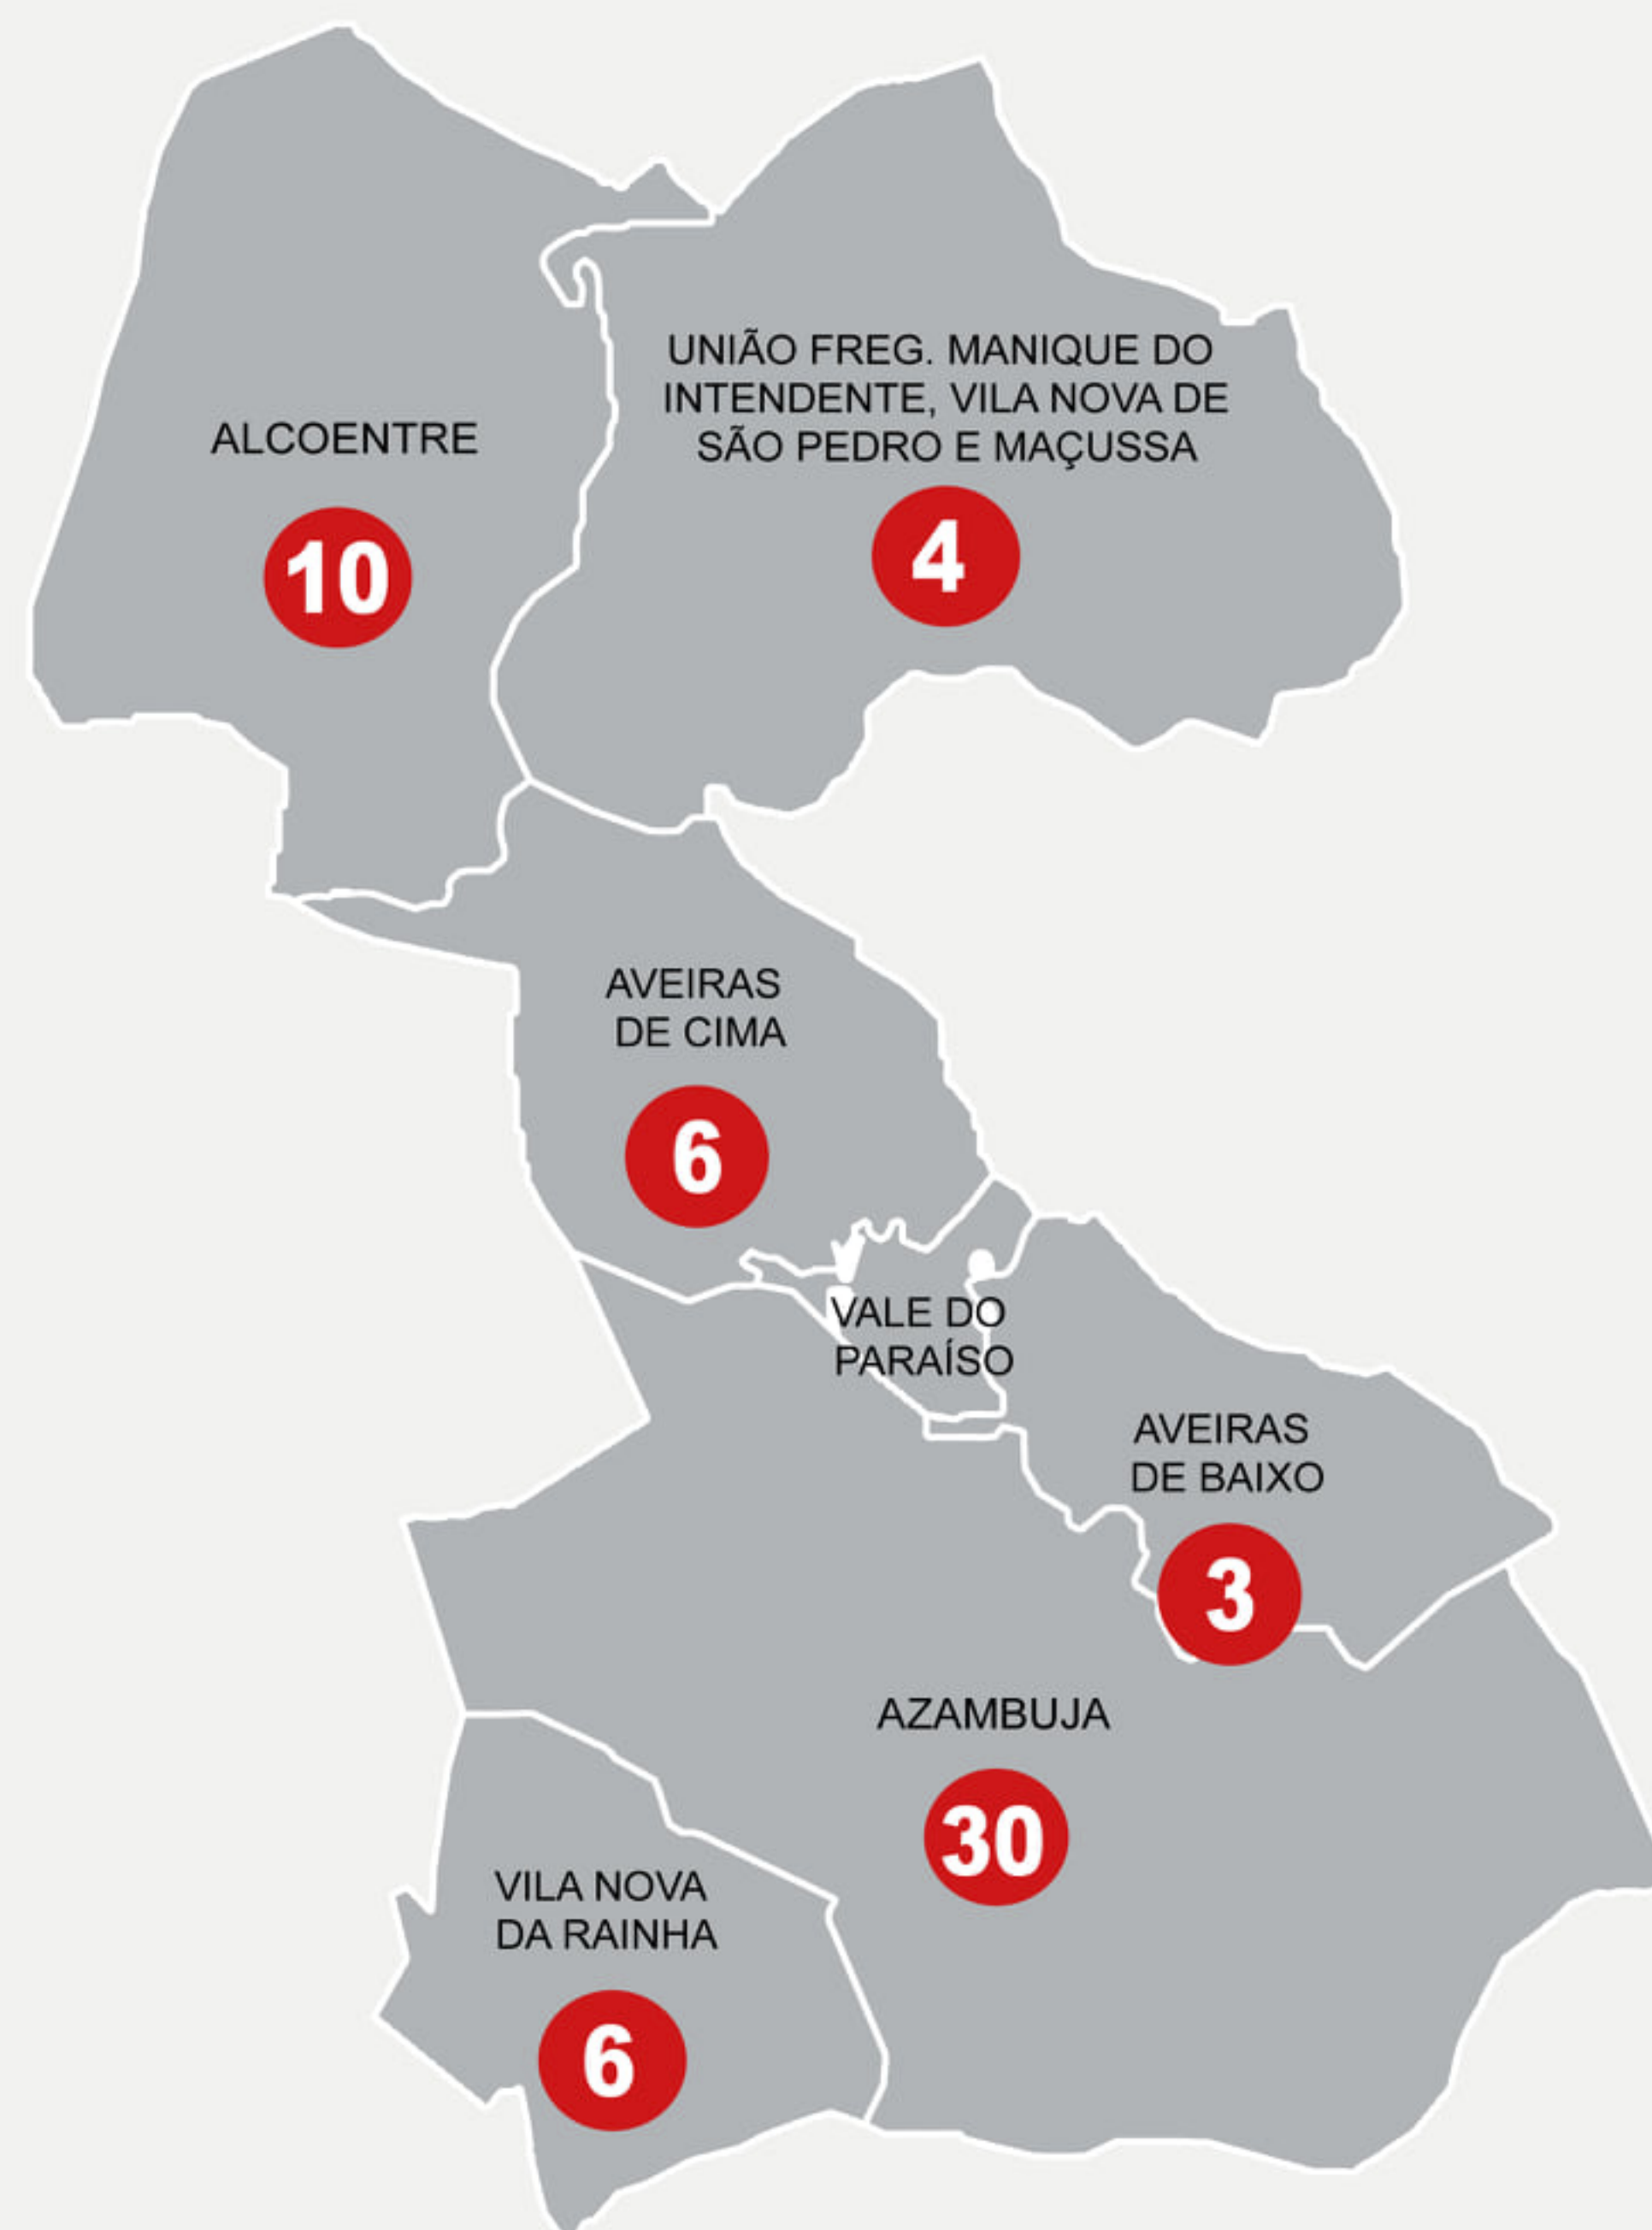 ALCOENTRE
10
UNIÃO FREG. MANIQUE DO
INTENDENTE, VILA NOVA DE
SÃO PEDRO E MAÇUSSA
4
AVEIRAS
DE CIMA
6
VALE DO
PARAÍSO
AVEIRAS
DE BAIXO
3
AZAMBUJA
30
VILA NOVA
DA RAINHA
6